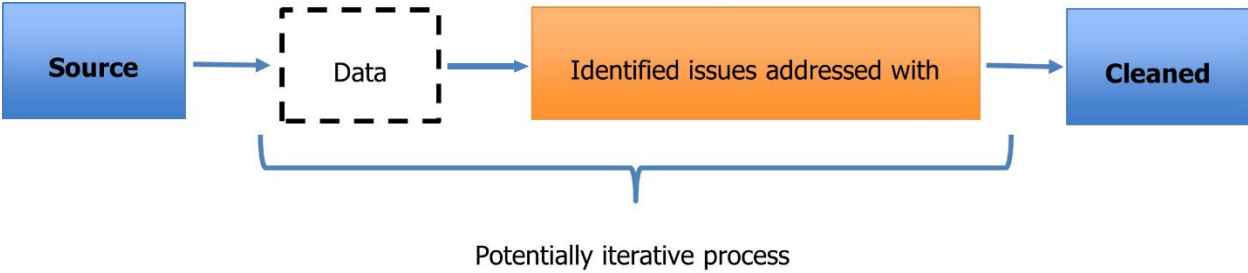 Source
Data
Identified issues addressed with
Cleaned
Potentially iterative process